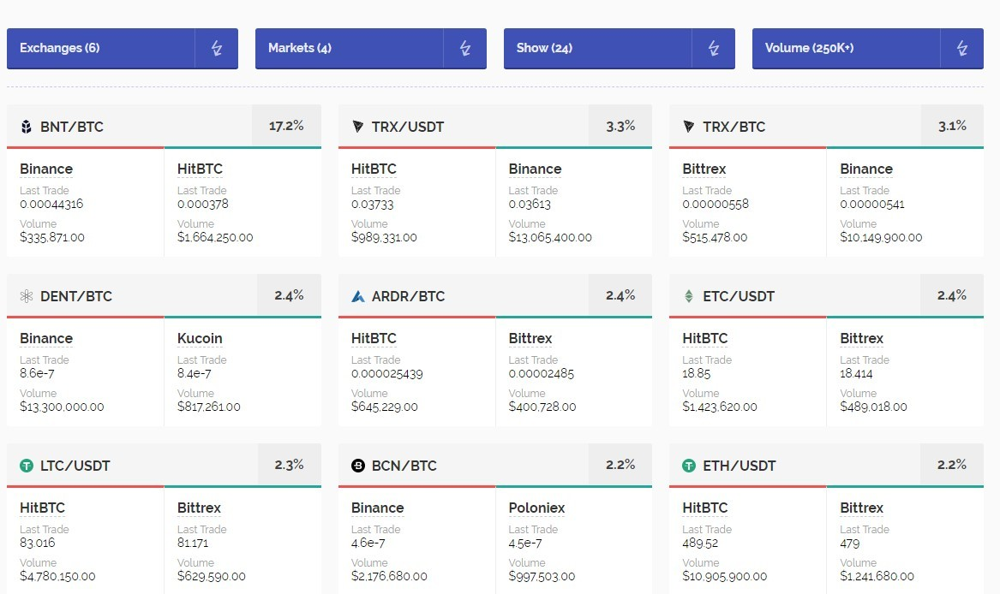 Exchanges (6)
Markets (4)
Show (24)
Volume (250K+)
BNT/BTC
17.2%
Binance
Last Trade
0.00044316
Volume
$335,871.00
HitBTC
Last Trade
0.000378
Volume
$1,664,250.00
TRX/USDT
3.3%
HitBTC
Last Trade
0.03733
Volume
$989,331.00
Binance
Last Trade
0.03613
Volume
$13,065,400.00
TRX/BTC
3.1%
Bittrex
Last Trade
0.00000558
Volume
$515,478.00
Binance
Last Trade
0.00000541
Volume
$10,149,900.00
DENT/BTC
2.4%
Binance
Last Trade
8.6e-7
Volume
$13,300,000.00
Kucoin
Last Trade
8.4e-7
Volume
$817,261.00
ARDR/BTC
2.4%
HitBTC
Last Trade
0.000025439
Volume
$645,229.00
Bittrex
Last Trade
0.00002485
Volume
$400,728.00
ETC/USDT
2.4%
HitBTC
Last Trade
18.85
Volume
$1,423,620.00
Bittrex
Last Trade
18.414
Volume
$489,018.00
LTC/USDT
2.3%
HitBTC
Last Trade
83.016
Volume
$4,780,150.00
Bittrex
Last Trade
81.171
Volume
$629,590.00
BCN/BTC
2.2%
Binance
Last Trade
4.6e-7
Volume
$2,176,680.00
Poloniex
Last Trade
4.5e-7
Volume
$997,503.00
ETH/USDT
2.2%
HitBTC
Last Trade
489.52
Volume
$10,905,900.00
Bittrex
Last Trade
479
Volume
$1,241,680.00